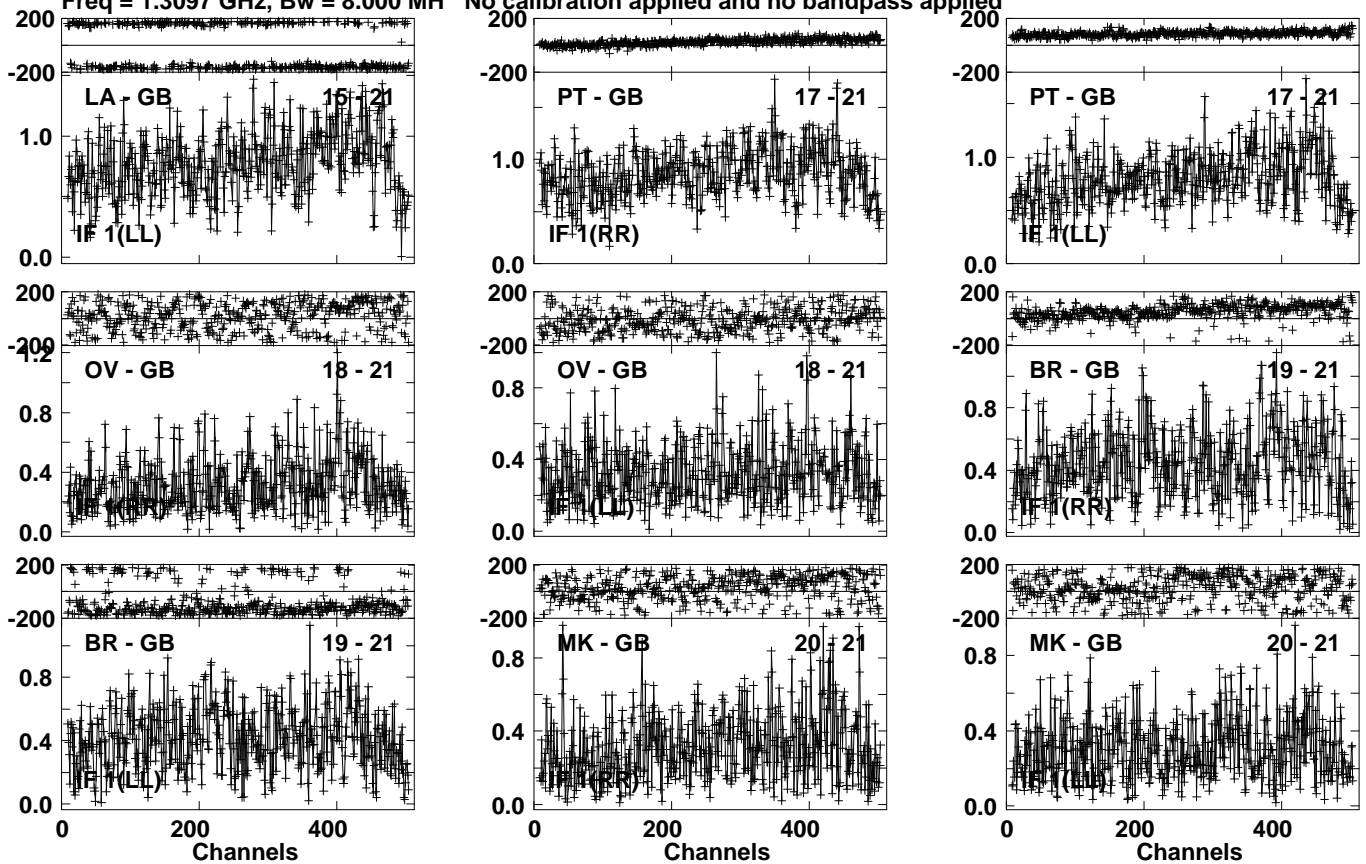 Freq = 1.3097 GHz, Bw = 8.000 MH No calibration applied and no bandpass applied
200
-200
LA - GB 15 - 21
1.0
IF 1(LL)
0.0
200
-200
PT - GB 17 - 21
1.0
IF 1(RR)
0.0
200
-200
PT - GB 17 - 21
1.0
IF 1(LL)
0.0
200
-200
1.2
OV - GB 18 - 21
0.8
0.4
IF 1(RR)
0.0
200
-200
OV - GB 18 - 21
0.8
0.4
IF 1(LL)
0.0
200
-200
BR - GB 19 - 21
0.8
0.4
IF 1(RR)
0.0
200
-200
BR - GB 19 - 21
0.8
0.4
IF 1(LL)
0.0
0 200 400
Channels
200
-200
MK - GB 20 - 21
0.8
0.4
IF 1(RR)
0.0
0 200 400
Channels
200
-200
MK - GB 20 - 21
0.8
0.4
IF 1(LL)
0.0
0 200 400
Channels